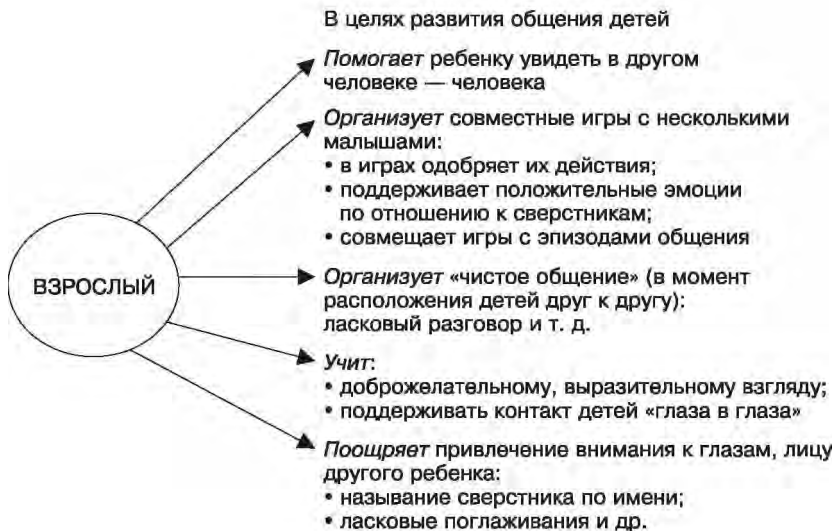 В целях развития общения детей
Помогает ребенку увидеть в другом
человеке — человека
Организует совместные игры с несколькими
малышами:
• в играх одобряет их действия;
• поддерживает положительные эмоции
по отношению к сверстникам;
• совмещает игры с эпизодами общения
ВЗРОСЛЫЙ
Организует «чистое общение» (в момент
расположения детей друг к другу):
ласковый разговор и т. д.
Учит:
• доброжелательному, выразительному взгляду;
• поддерживать контакт детей «глаза в глаза»
Поощряет привлечение внимания к глазам, лицу
другого ребенка:
• называние сверстника по имени;
• ласковые поглаживания и др.